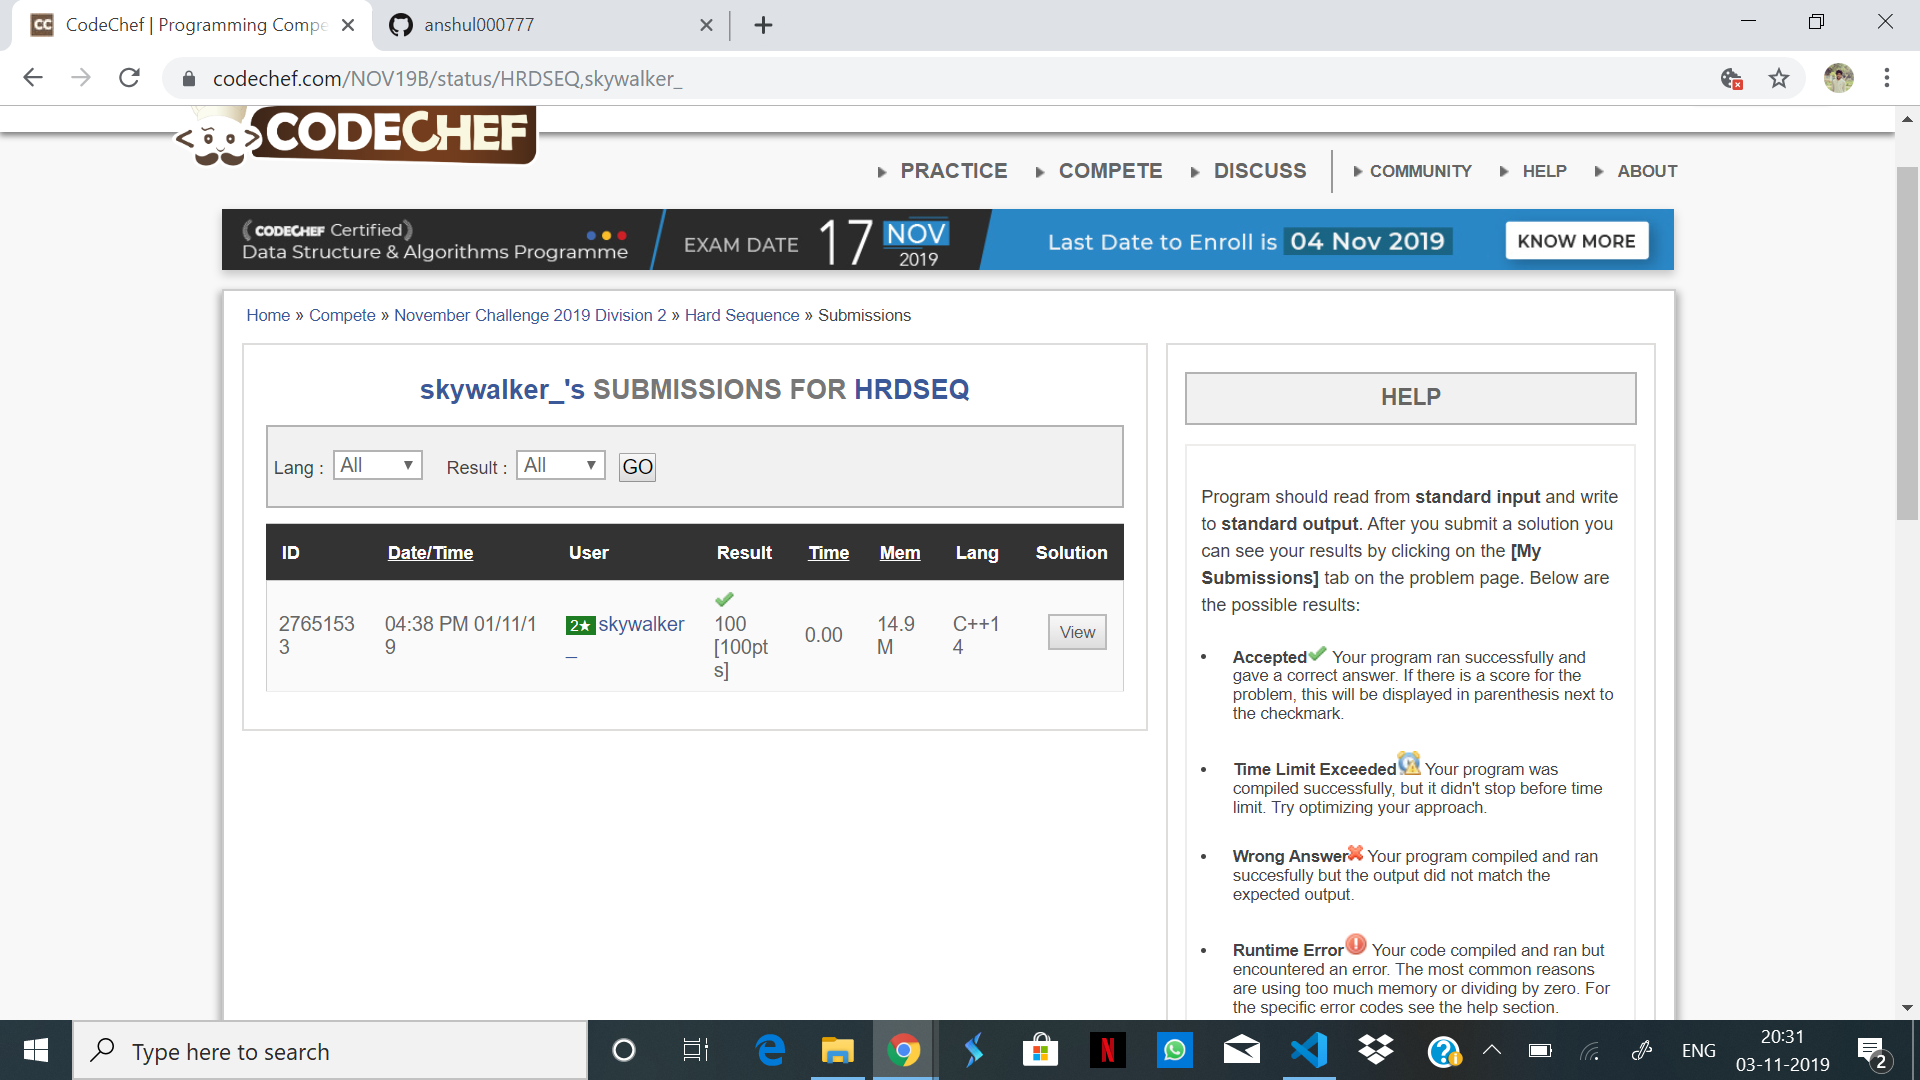 CodeChef | Programming Compe
anshul000777
codechef.com/NOV19B/status/HRDSEQ,skywalker_
CODECHEF
PRACTICE COMPETE DISCUSS COMMUNITY HELP ABOUT
CODECHEF Certified
Data Structure & Algorithms Programme
EXAM DATE 17 NOV 2019
Last Date to Enroll is 04 Nov 2019
KNOW MORE
Home » Compete » November Challenge 2019 Division 2 » Hard Sequence » Submissions
skywalker_'s SUBMISSIONS FOR HRDSEQ
Lang : All Result : All GO
ID Date/Time User Result Time Mem Lang Solution
2765153 04:38 PM 01/11/1 2★ skywalker 100 0.00 14.9 C++1 View
3 9 _ [100pt M 4
s]
HELP
Program should read from standard input and write
to standard output. After you submit a solution you
can see your results by clicking on the [My
Submissions] tab on the problem page. Below are
the possible results:
• Accepted Your program ran successfully and
gave a correct answer. If there is a score for the
problem, this will be displayed in parenthesis next to
the checkmark.
• Time Limit Exceeded Your program was
compiled successfully, but it didn't stop before time
limit. Try optimizing your approach.
• Wrong Answer Your program compiled and ran
succesfully but the output did not match the
expected output.
• Runtime Error Your code compiled and ran but
encountered an error. The most common reasons
are using too much memory or dividing by zero. For
the specific error codes see the help section.
Type here to search
ENG
20:31
03-11-2019
2